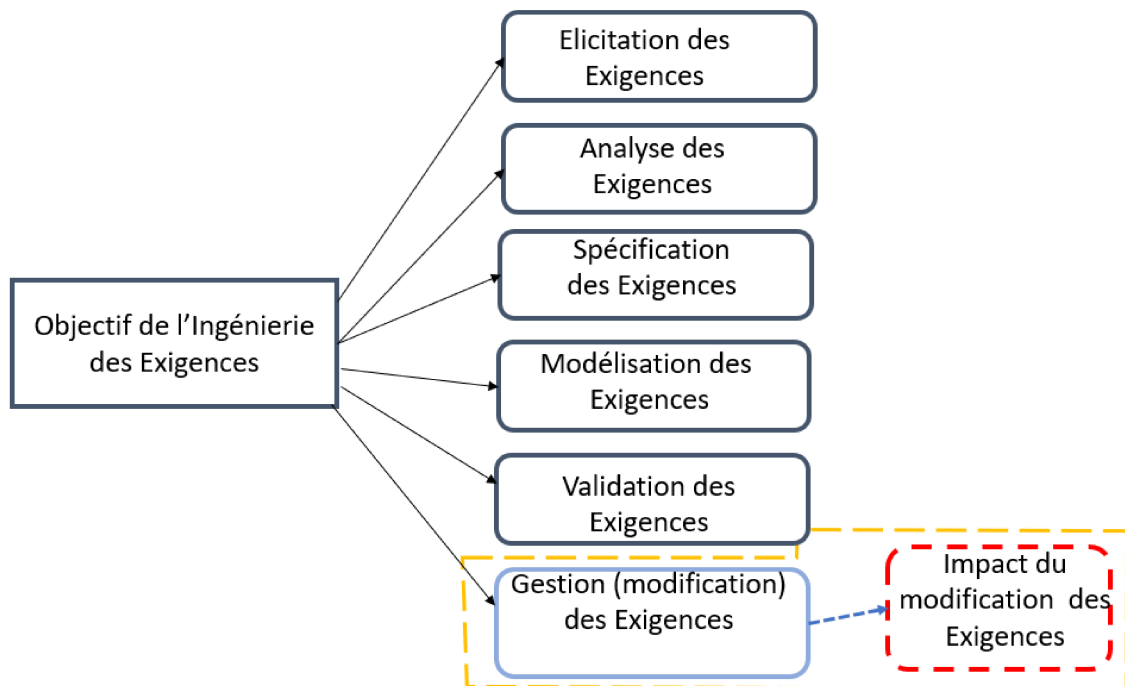 Elicitation des
Exigences
Analyse des
Exigences
Spécification
des Exigences
Objectif de l’Ingénierie
des Exigences
Modélisation des
Exigences
Validation des
Exigences
Gestion (modification)
des Exigences
Impact du
modification des
Exigences